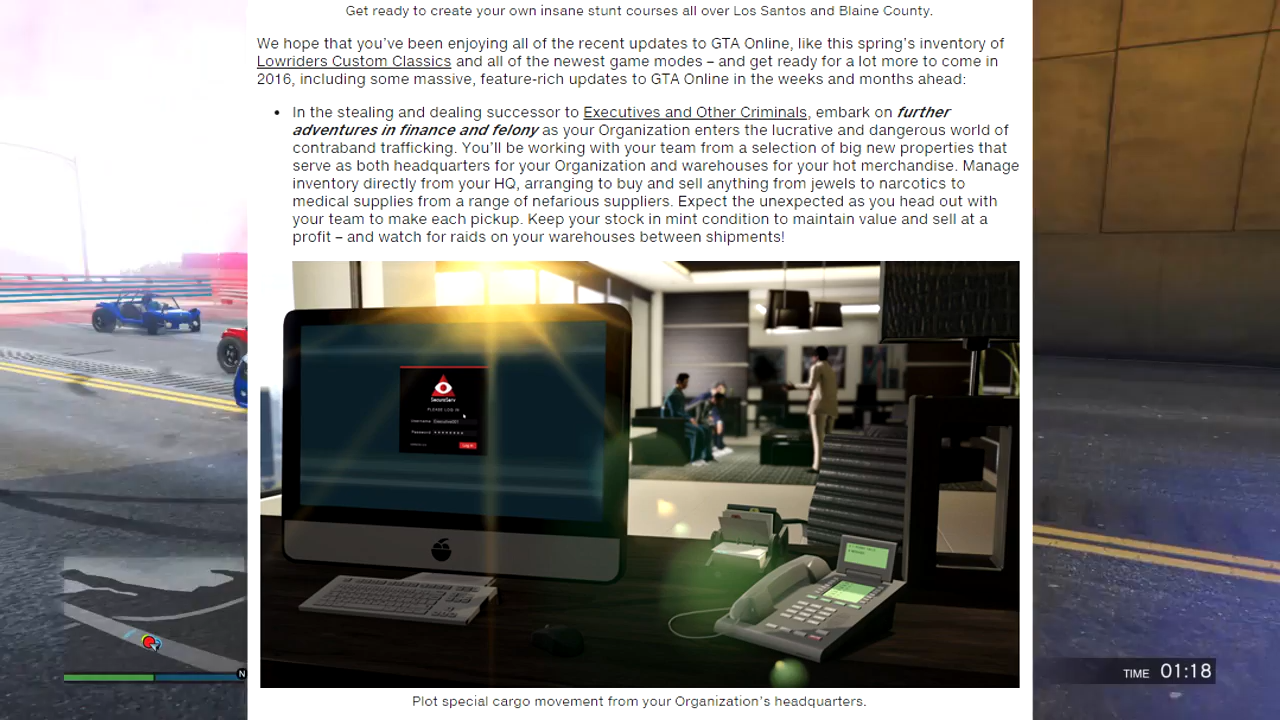 Get ready to create your own insane stunt courses all over Los Santos and Blaine County.
We hope that you've been enjoying all of the recent updates to GTA Online, like this spring's inventory of
Lowriders Custom Classics and all of the newest game modes – and get ready for a lot more to come in
2016, including some massive, feature-rich updates to GTA Online in the weeks and months ahead:
• In the stealing and dealing successor to Executives and Other Criminals, embark on further
adventures in finance and felony as your Organization enters the lucrative and dangerous world of
contraband trafficking. You'll be working with your team from a selection of big new properties that
serve as both headquarters for your Organization and warehouses for your hot merchandise. Manage
inventory directly from your HQ, arranging to buy and sell anything from jewels to narcotics to
medical supplies from a range of nefarious suppliers. Expect the unexpected as you head out with
your team to make each pickup. Keep your stock in mint condition to maintain value and sell at a
profit – and watch for raids on your warehouses between shipments!
SecuroServ
PLEASE LOG IN
Username
Password
Log in
N
TIME 01:18
Plot special cargo movement from your Organization's headquarters.